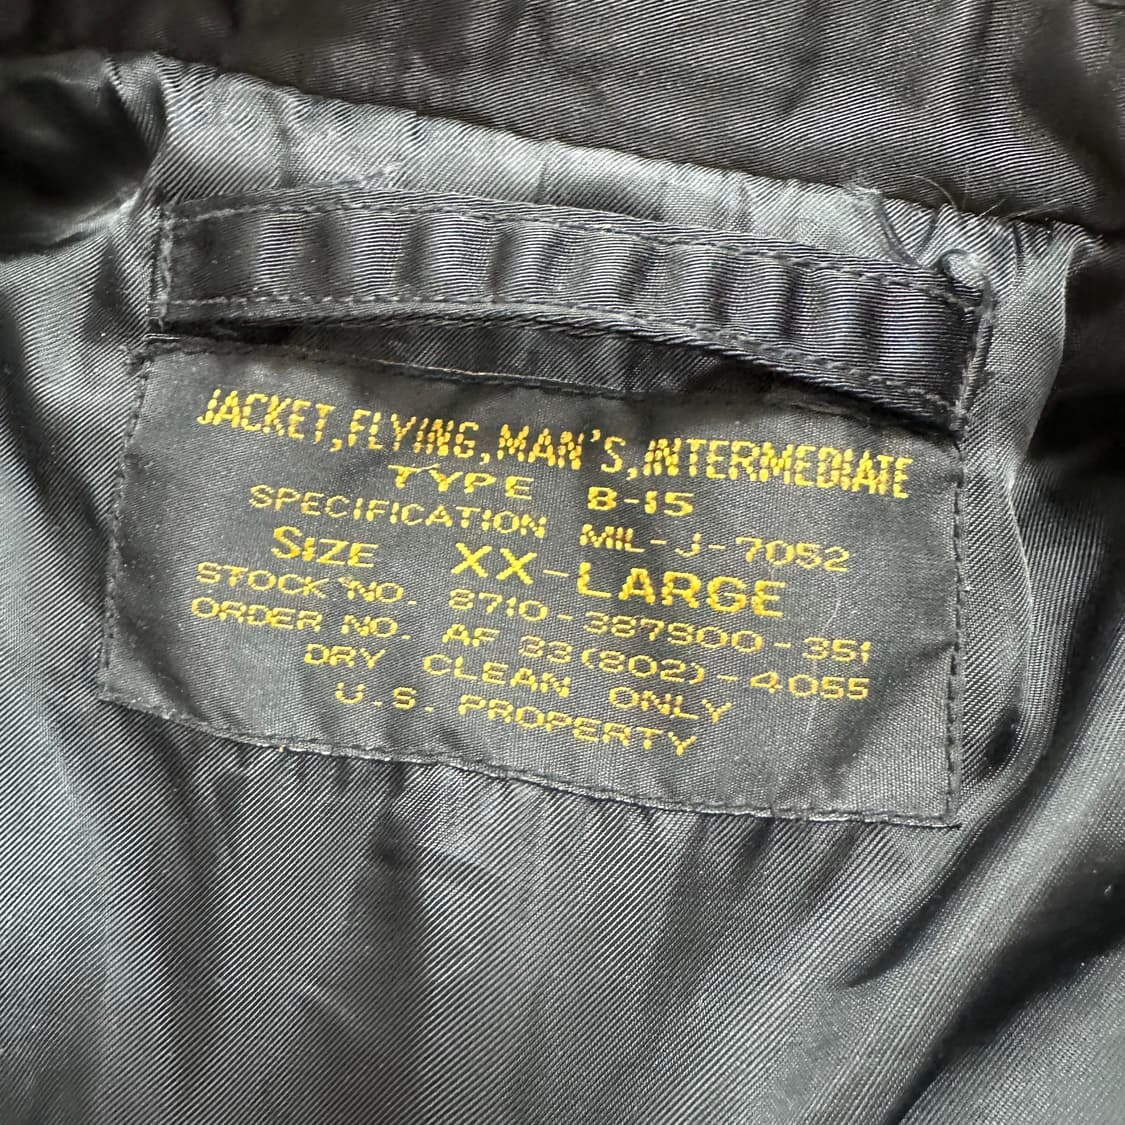 JACKET,FLYING,MAN'S,INTERMEDIATE
TYPE B-15
SPECIFICATION MIL-J-7052
SIZE XX-LARGE
STOCK NO. 8710-387900-351
ORDER NO. AF 33(802)-4055
DRY CLEAN ONLY
U.S. PROPERTY